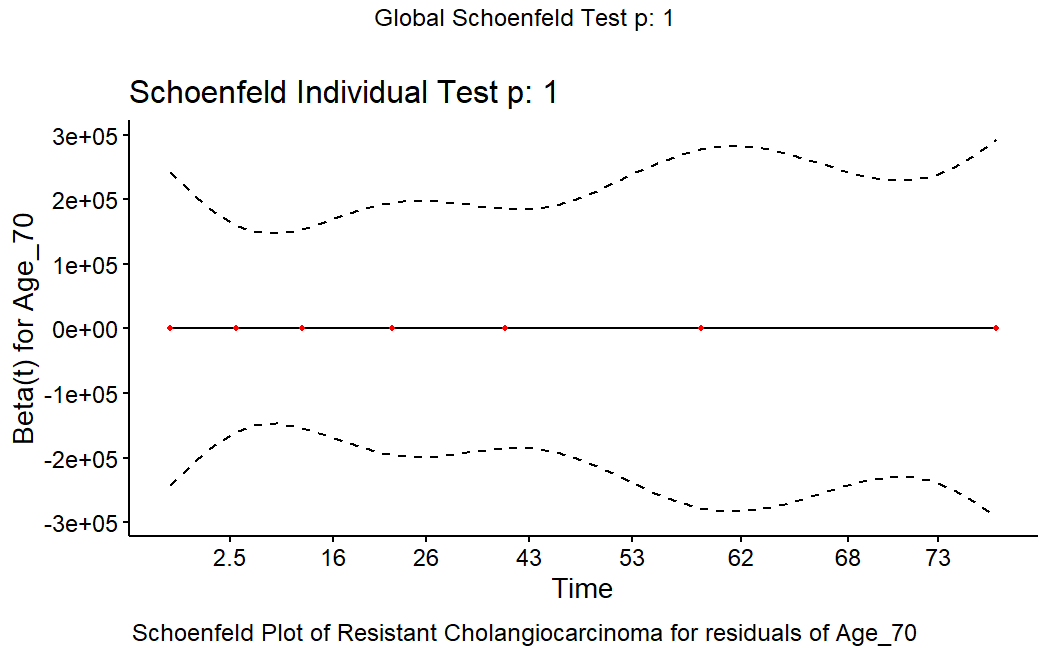 Global Schoenfeld Test p: 1
Schoenfeld Individual Test p: 1
Beta(t) for Age_70
3e+05
2e+05
1e+05
0e+00
-1e+05
-2e+05
-3e+05
2.5 16 26 43 53 62 68 73
Time
Schoenfeld Plot of Resistant Cholangiocarcinoma for residuals of Age_70